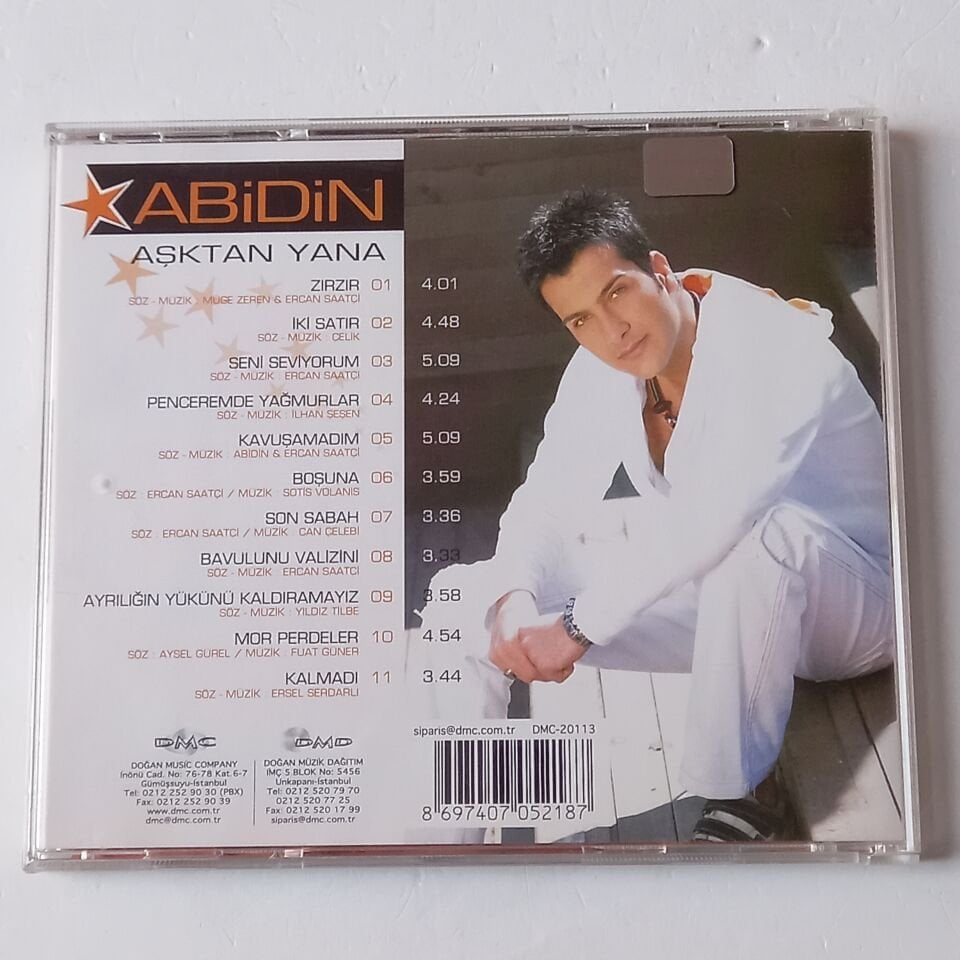 ABiDiN
AŞKTAN YANA
ZIRZIR 01 4.01
SÖZ - MÜZİK : MÜGE ZEREN & ERCAN SAATÇİ
İKİ SATIR 02 4.48
SÖZ - MÜZİK : ÇELİK
SENİ SEVİYORUM 03 5.09
SÖZ - MÜZİK : ERCAN SAATÇİ
PENCEREMDE YAĞMURLAR 04 4.24
SÖZ - MÜZİK : İLHAN ŞEŞEN
KAVUŞAMADIM 05 5.09
SÖZ - MÜZİK : ABİDİN & ERCAN SAATÇİ
BOŞUNA 06 3.59
SÖZ : ERCAN SAATÇİ / MÜZİK : SOTIS VOLANIS
SON SABAH 07 3.36
SÖZ : ERCAN SAATÇİ / MÜZİK : CAN ÇELEBİ
BAVULUNU VALİZİNİ 08 3.33
SÖZ - MÜZİK : ERCAN SAATÇİ
AYRILIĞIN YÜKÜNÜ KALDIRAMAYIZ 09 3.58
SÖZ - MÜZİK : YILDIZ TİLBE
MOR PERDELER 10 4.54
SÖZ : AYSEL GÜREL / MÜZİK : FUAT GÜNER
KALMADI 11 3.44
SÖZ - MÜZİK : ERSEL SERDARLI
DMC
DOĞAN MUSIC COMPANY
İnönü Cad. No: 76-78 Kat.6-7
Gümüşsuyu-İstanbul
Tel: 0212 252 90 30 (PBX)
Fax: 0212 252 90 39
www.dmc.com.tr
dmc@dmc.com.tr
DMD
DOĞAN MÜZİK DAĞITIM
İMÇ 5.BLOK No: 5456
Unkapanı-İstanbul
Tel: 0212 520 79 70
0212 520 77 25
Fax: 0212 520 17 99
siparis@dmc.com.tr
siparis@dmc.com.tr DMC-20113
8 697407 052187